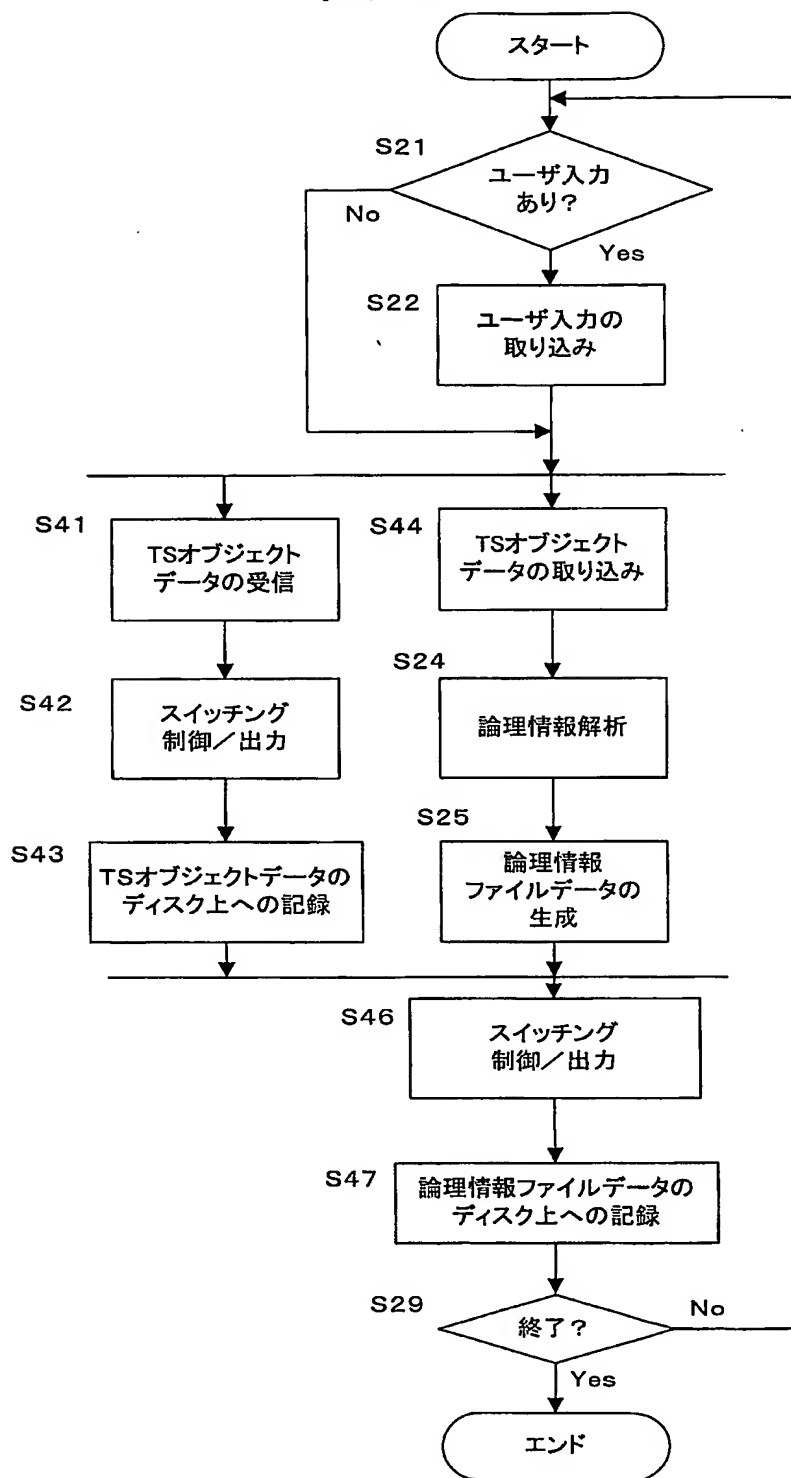 スタート
S21
ユーザ入力
あり?
No
Yes
S22
ユーザ入力の
取り込み
S41
TSオブジェクト
データの受信
S44
TSオブジェクト
データの取り込み
S42
スイッチング
制御/出力
S24
論理情報解析
S43
TSオブジェクトデータの
ディスク上への記録
S25
論理情報
ファイルデータの
生成
S46
スイッチング
制御/出力
S47
論理情報ファイルデータの
ディスク上への記録
S29
終了?
No
Yes
エンド